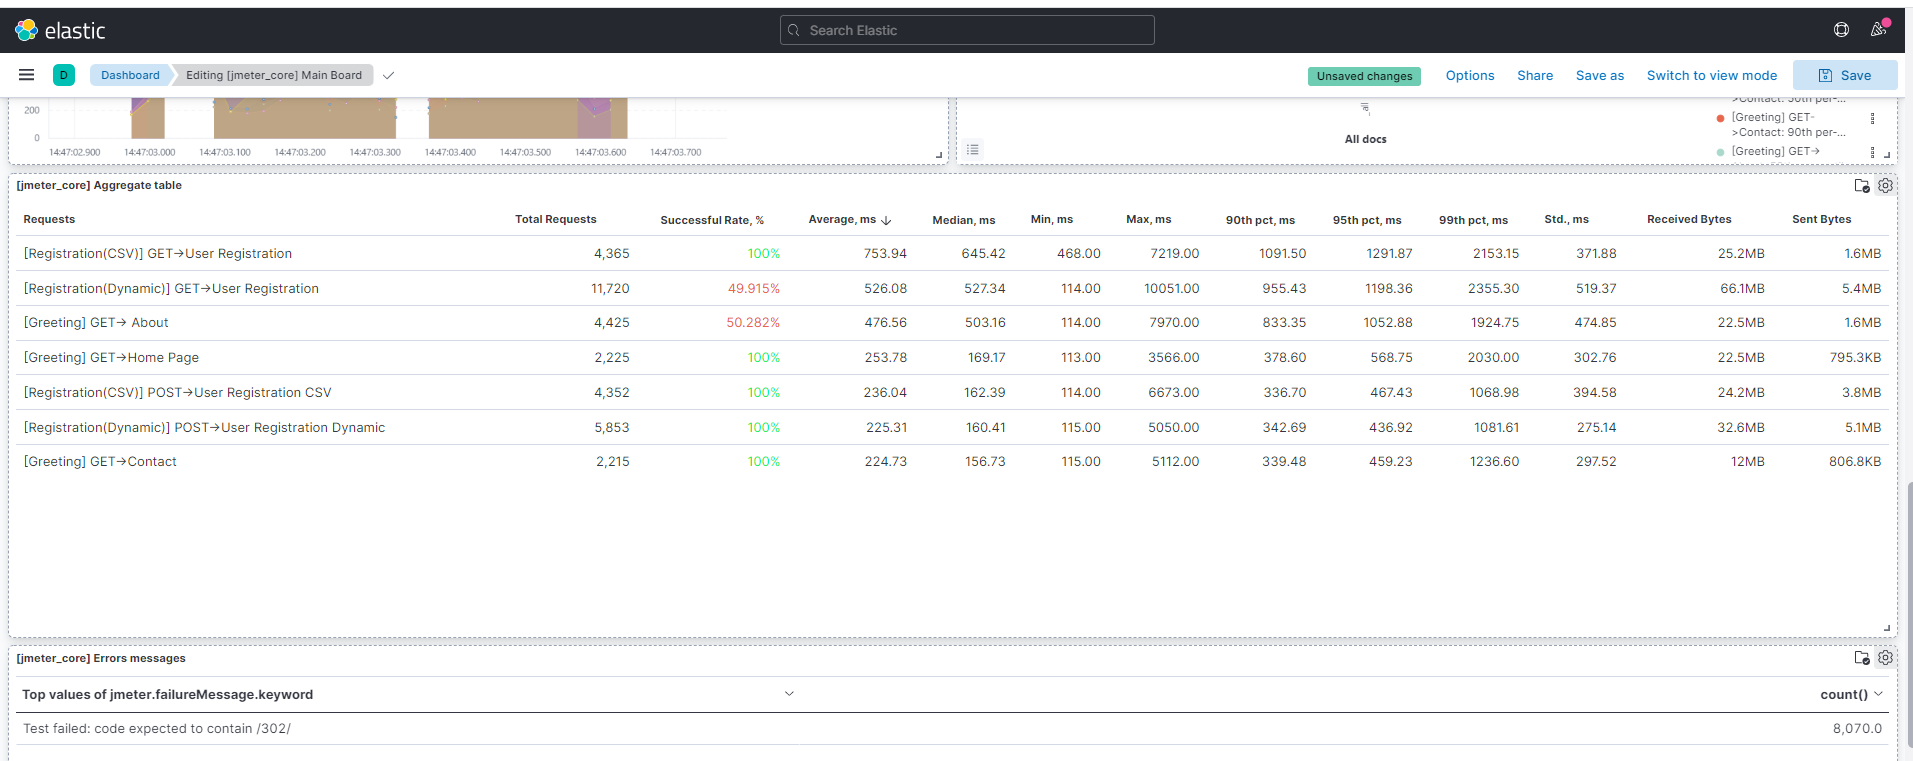 elastic
Search Elastic
D
Dashboard
Editing [jmeter_core] Main Board
Unsaved changes
Options
Share
Save as
Switch to view mode
Save
200
0
14:47:02.900 14:47:03.000 14:47:03.100 14:47:03.200 14:47:03.300 14:47:03.400 14:47:03.500 14:47:03.600 14:47:03.700
All docs
[Greeting] GET-
>Contact: 90th per-...
[Greeting] GET→
[jmeter_core] Aggregate table
Requests Total Requests Successful Rate, % Average, ms Median, ms Min, ms Max, ms 90th pct, ms 95th pct, ms 99th pct, ms Std., ms Received Bytes Sent Bytes
[Registration(CSV)] GET→User Registration 4,365 100% 753.94 645.42 468.00 7219.00 1091.50 1291.87 2153.15 371.88 25.2MB 1.6MB
[Registration(Dynamic)] GET→User Registration 11,720 49.915% 526.08 527.34 114.00 10051.00 955.43 1198.36 2355.30 519.37 66.1MB 5.4MB
[Greeting] GET→ About 4,425 50.282% 476.56 503.16 114.00 7970.00 833.35 1052.88 1924.75 474.85 22.5MB 1.6MB
[Greeting] GET→Home Page 2,225 100% 253.78 169.17 113.00 3566.00 378.60 568.75 2030.00 302.76 22.5MB 795.3KB
[Registration(CSV)] POST→User Registration CSV 4,352 100% 236.04 162.39 114.00 6673.00 336.70 467.43 1068.98 394.58 24.2MB 3.8MB
[Registration(Dynamic)] POST→User Registration Dynamic 5,853 100% 225.31 160.41 115.00 5050.00 342.69 436.92 1081.61 275.14 32.6MB 5.1MB
[Greeting] GET→Contact 2,215 100% 224.73 156.73 115.00 5112.00 339.48 459.23 1236.60 297.52 12MB 806.8KB
[jmeter_core] Errors messages
Top values of jmeter.failureMessage.keyword count()
Test failed: code expected to contain /302/ 8,070.0